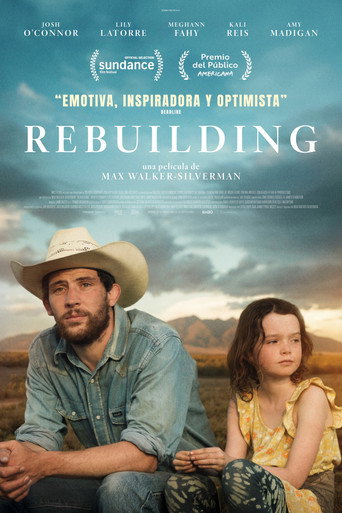 JOSH LILY MEGHANN KALI AMY
O'CONNOR LATORRE FAHY REIS MADIGAN
OFFICIAL SELECTION
sundance
film festival
Premio
del Público
AMERICANA
“EMOTIVA, INSPIRADORA Y OPTIMISTA”
DEADLINE
REBUILDING
una película de
MAX WALKER-SILVERMAN